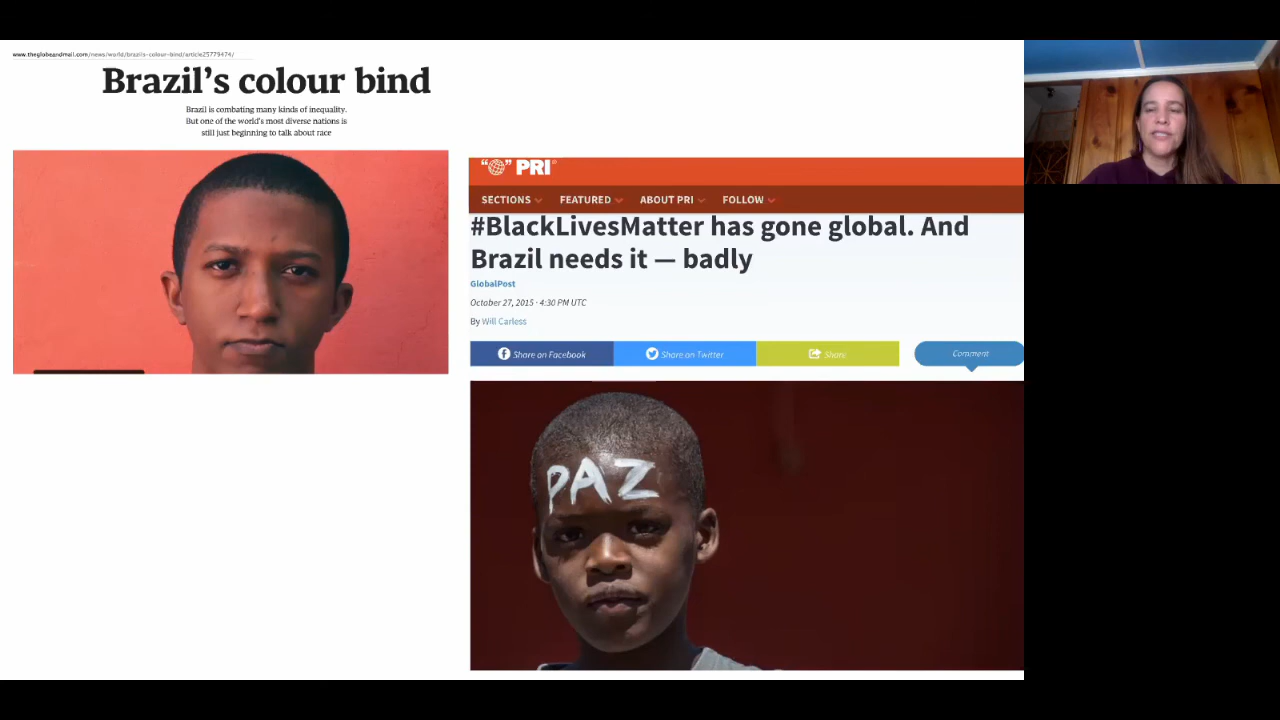 www.theglobeandmail.com/news/world/brazils-colour-bind/article25779474/
Brazil's colour bind
Brazil is combating many kinds of inequality.
But one of the world's most diverse nations is
still just beginning to talk about race
PRI
SECTIONS FEATURED ABOUT PRI FOLLOW
#BlackLivesMatter has gone global. And
Brazil needs it — badly
GlobalPost
October 27, 2015 · 4:30 PM UTC
By Will Carless
Share on Facebook Share on Twitter Share Comment
PAZ